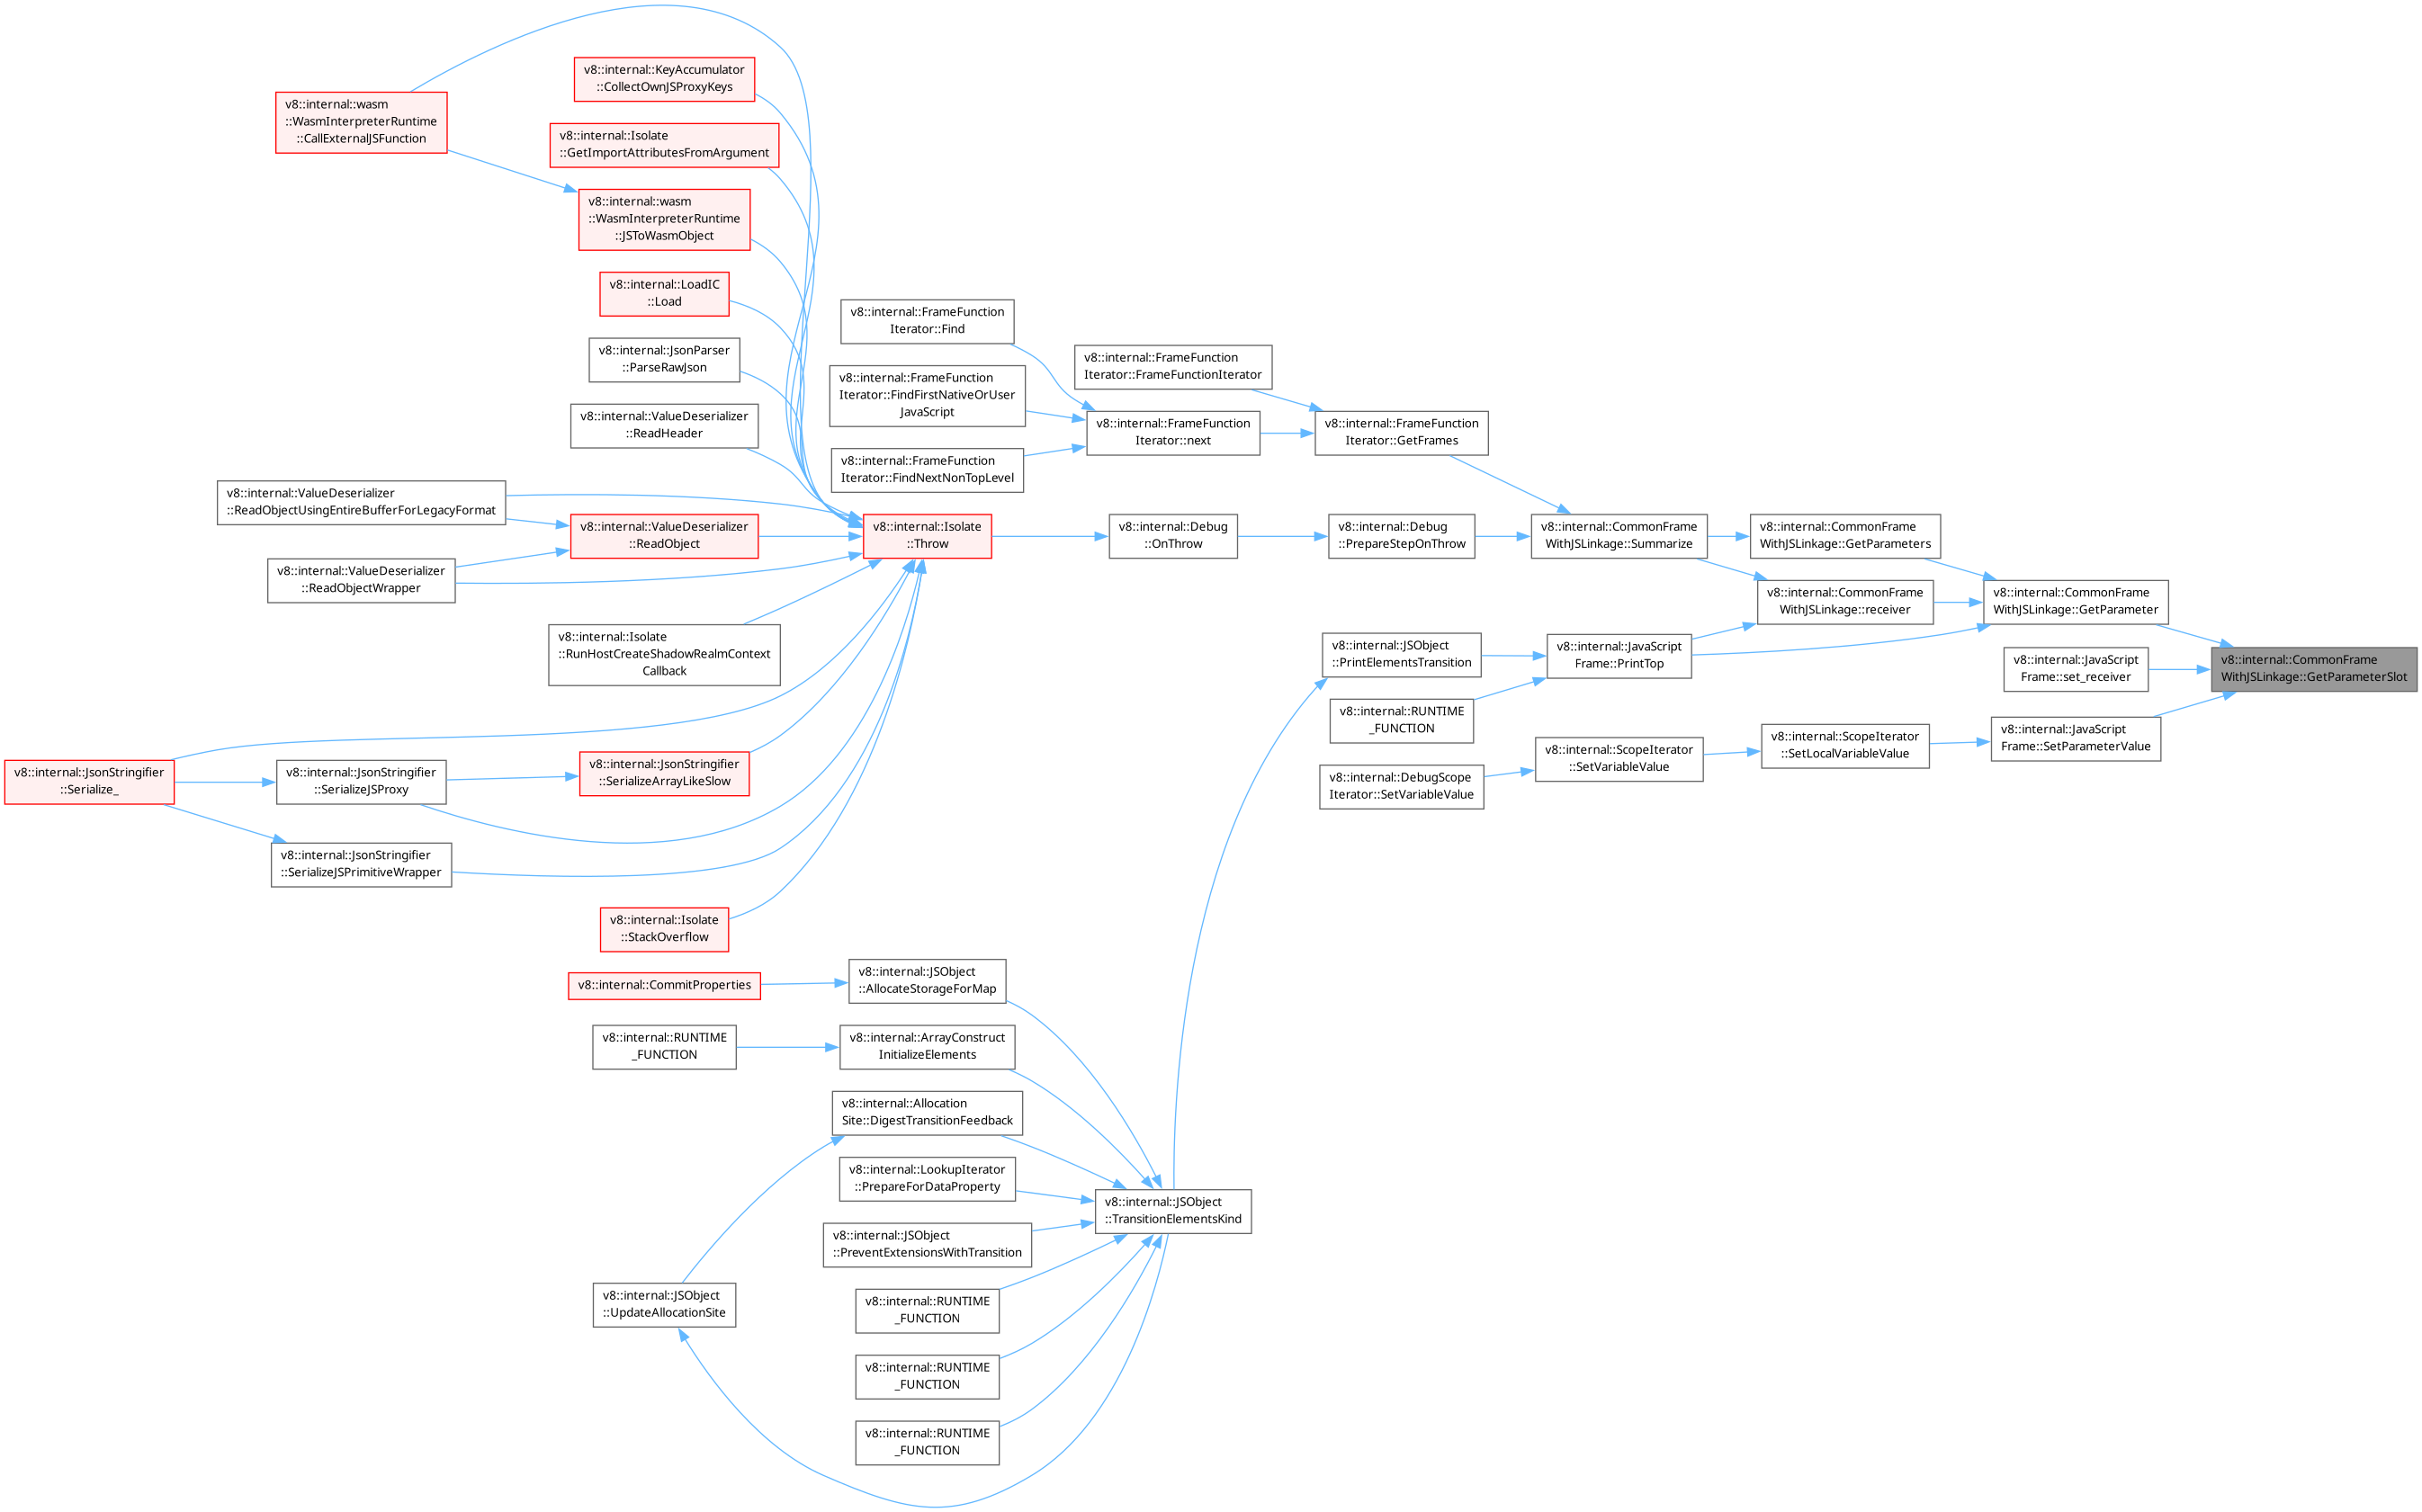 v8::internal::KeyAccumulator
::CollectOwnJSProxyKeys
v8::internal::wasm
::WasmInterpreterRuntime
::CallExternalJSFunction
v8::internal::Isolate
::GetImportAttributesFromArgument
v8::internal::wasm
::WasmInterpreterRuntime
::JSToWasmObject
v8::internal::LoadIC
::Load
v8::internal::JsonParser
::ParseRawJson
v8::internal::ValueDeserializer
::ReadHeader
v8::internal::ValueDeserializer
::ReadObjectUsingEntireBufferForLegacyFormat
v8::internal::ValueDeserializer
::ReadObject
v8::internal::ValueDeserializer
::ReadObjectWrapper
v8::internal::Isolate
::RunHostCreateShadowRealmContext
Callback
v8::internal::JsonStringifier
::Serialize_
v8::internal::JsonStringifier
::SerializeJSProxy
v8::internal::JsonStringifier
::SerializeArrayLikeSlow
v8::internal::JsonStringifier
::SerializeJSPrimitiveWrapper
v8::internal::Isolate
::StackOverflow
v8::internal::Isolate
::Throw
v8::internal::FrameFunction
Iterator::Find
v8::internal::FrameFunction
Iterator::FindFirstNativeOrUser
JavaScript
v8::internal::FrameFunction
Iterator::FindNextNonTopLevel
v8::internal::FrameFunction
Iterator::FrameFunctionIterator
v8::internal::FrameFunction
Iterator::next
v8::internal::FrameFunction
Iterator::GetFrames
v8::internal::Debug
::OnThrow
v8::internal::Debug
::PrepareStepOnThrow
v8::internal::CommonFrame
WithJSLinkage::Summarize
v8::internal::CommonFrame
WithJSLinkage::GetParameters
v8::internal::CommonFrame
WithJSLinkage::receiver
v8::internal::CommonFrame
WithJSLinkage::GetParameter
v8::internal::JSObject
::PrintElementsTransition
v8::internal::JavaScript
Frame::PrintTop
v8::internal::JavaScript
Frame::set_receiver
v8::internal::CommonFrame
WithJSLinkage::GetParameterSlot
v8::internal::RUNTIME
_FUNCTION
v8::internal::DebugScope
Iterator::SetVariableValue
v8::internal::ScopeIterator
::SetVariableValue
v8::internal::ScopeIterator
::SetLocalVariableValue
v8::internal::JavaScript
Frame::SetParameterValue
v8::internal::CommitProperties
v8::internal::JSObject
::AllocateStorageForMap
v8::internal::RUNTIME
_FUNCTION
v8::internal::ArrayConstruct
InitializeElements
v8::internal::Allocation
Site::DigestTransitionFeedback
v8::internal::LookupIterator
::PrepareForDataProperty
v8::internal::JSObject
::TransitionElementsKind
v8::internal::JSObject
::PreventExtensionsWithTransition
v8::internal::JSObject
::UpdateAllocationSite
v8::internal::RUNTIME
_FUNCTION
v8::internal::RUNTIME
_FUNCTION
v8::internal::RUNTIME
_FUNCTION